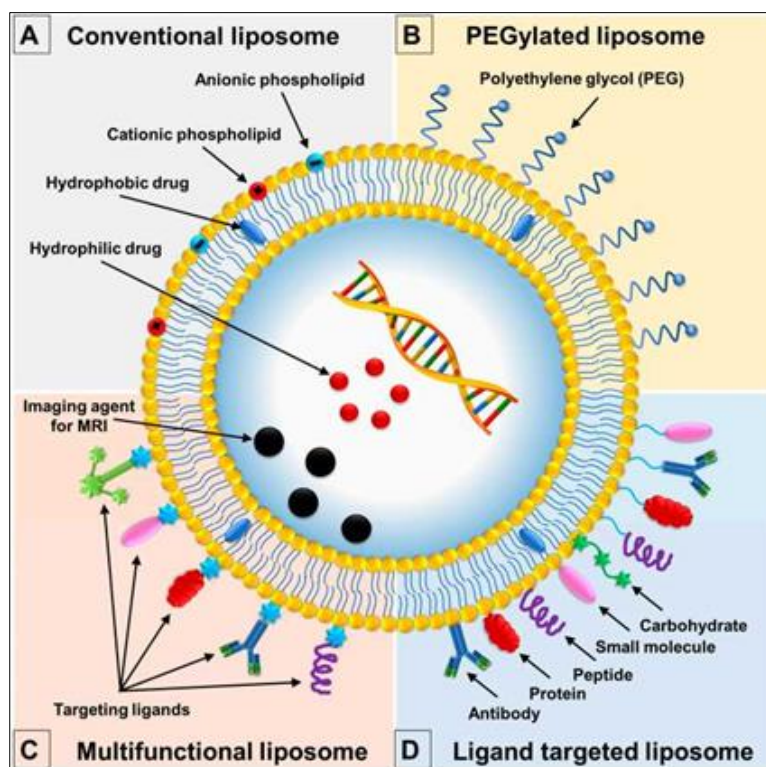 A Conventional liposome
B PEGylated liposome
Anionic phospholipid
Polyethylene glycol (PEG)
Cationic phospholipid
Hydrophobic drug
Hydrophilic drug
Imaging agent
for MRI
Carbohydrate
Small molecule
Peptide
Protein
Antibody
Targeting ligands
C Multifunctional liposome
D Ligand targeted liposome